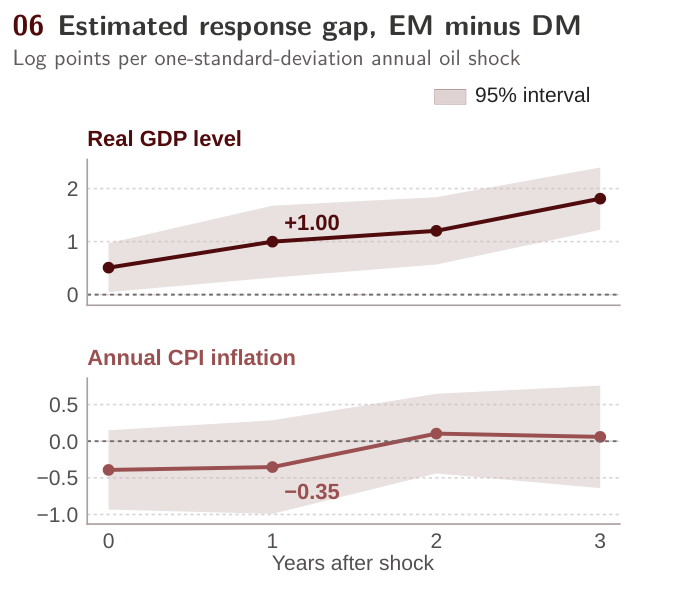 06 Estimated response gap, EM minus DM
Log points per one-standard-deviation annual oil shock
95% interval
Real GDP level
2
1
0
+1.00
Annual CPI inflation
0.5
0.0
−0.5
−1.0
−0.35
0 1 2 3
Years after shock